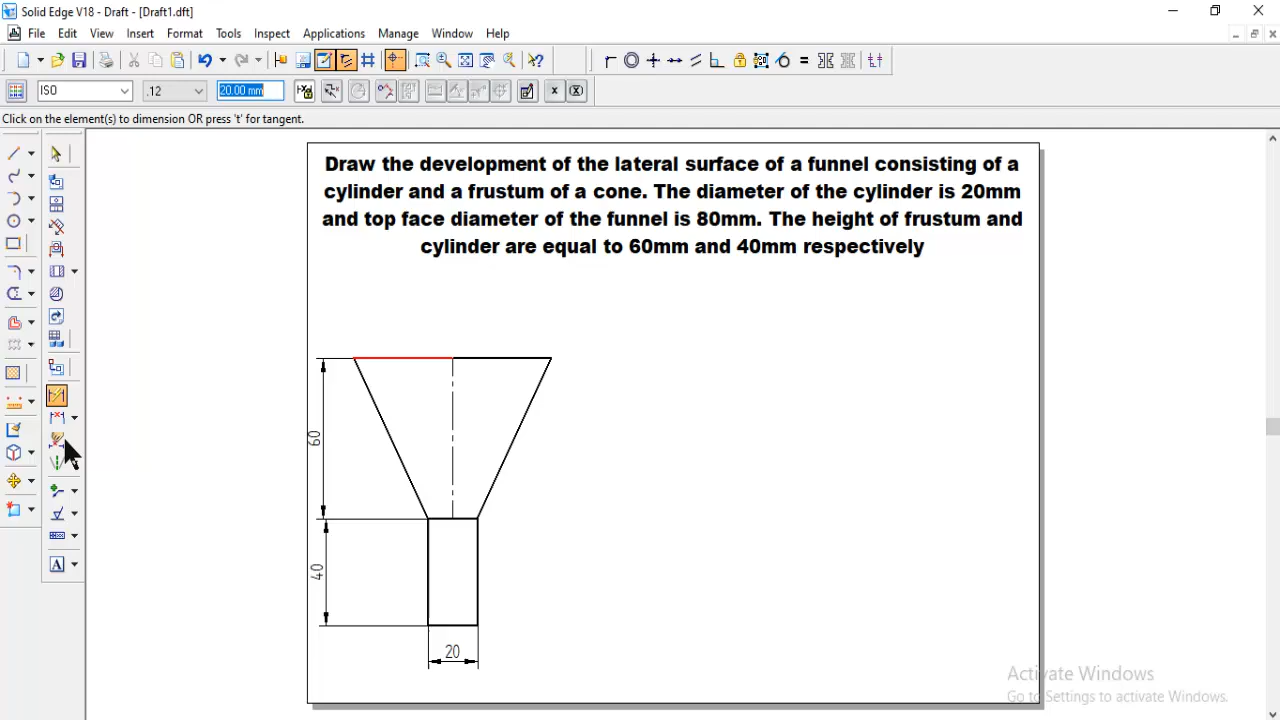 Solid Edge V18 - Draft - [Draft1.dft]
File Edit View Insert Format Tools Inspect Applications Manage Window Help
ISO .12 20.00 mm
Click on the element(s) to dimension OR press 't' for tangent.
Draw the development of the lateral surface of a funnel consisting of a
cylinder and a frustum of a cone. The diameter of the cylinder is 20mm
and top face diameter of the funnel is 80mm. The height of frustum and
cylinder are equal to 60mm and 40mm respectively
60
40
20
A
Activate Windows
Go to Settings to activate Windows.